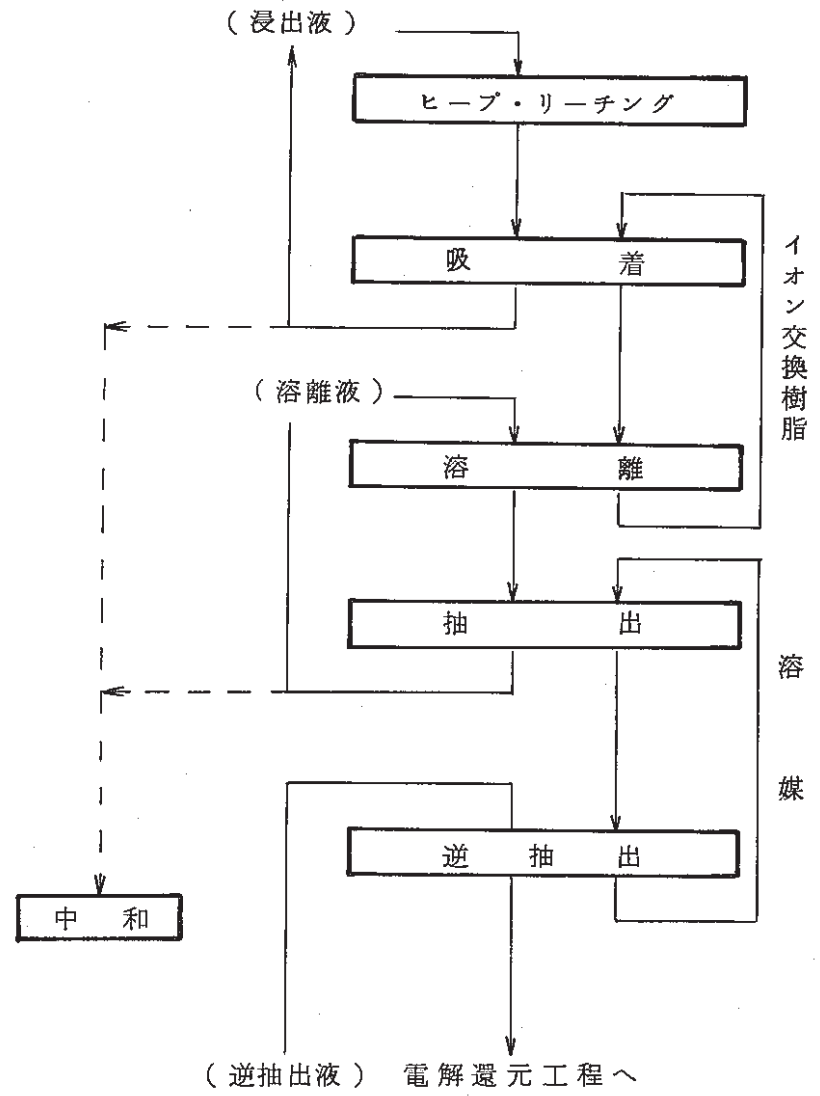 （浸出液）
ヒープ・リーチング
吸着
イオン交換樹脂
（溶離液）
溶離
抽出
溶媒
逆抽出
中和
（逆抽出液） 電解還元工程へ